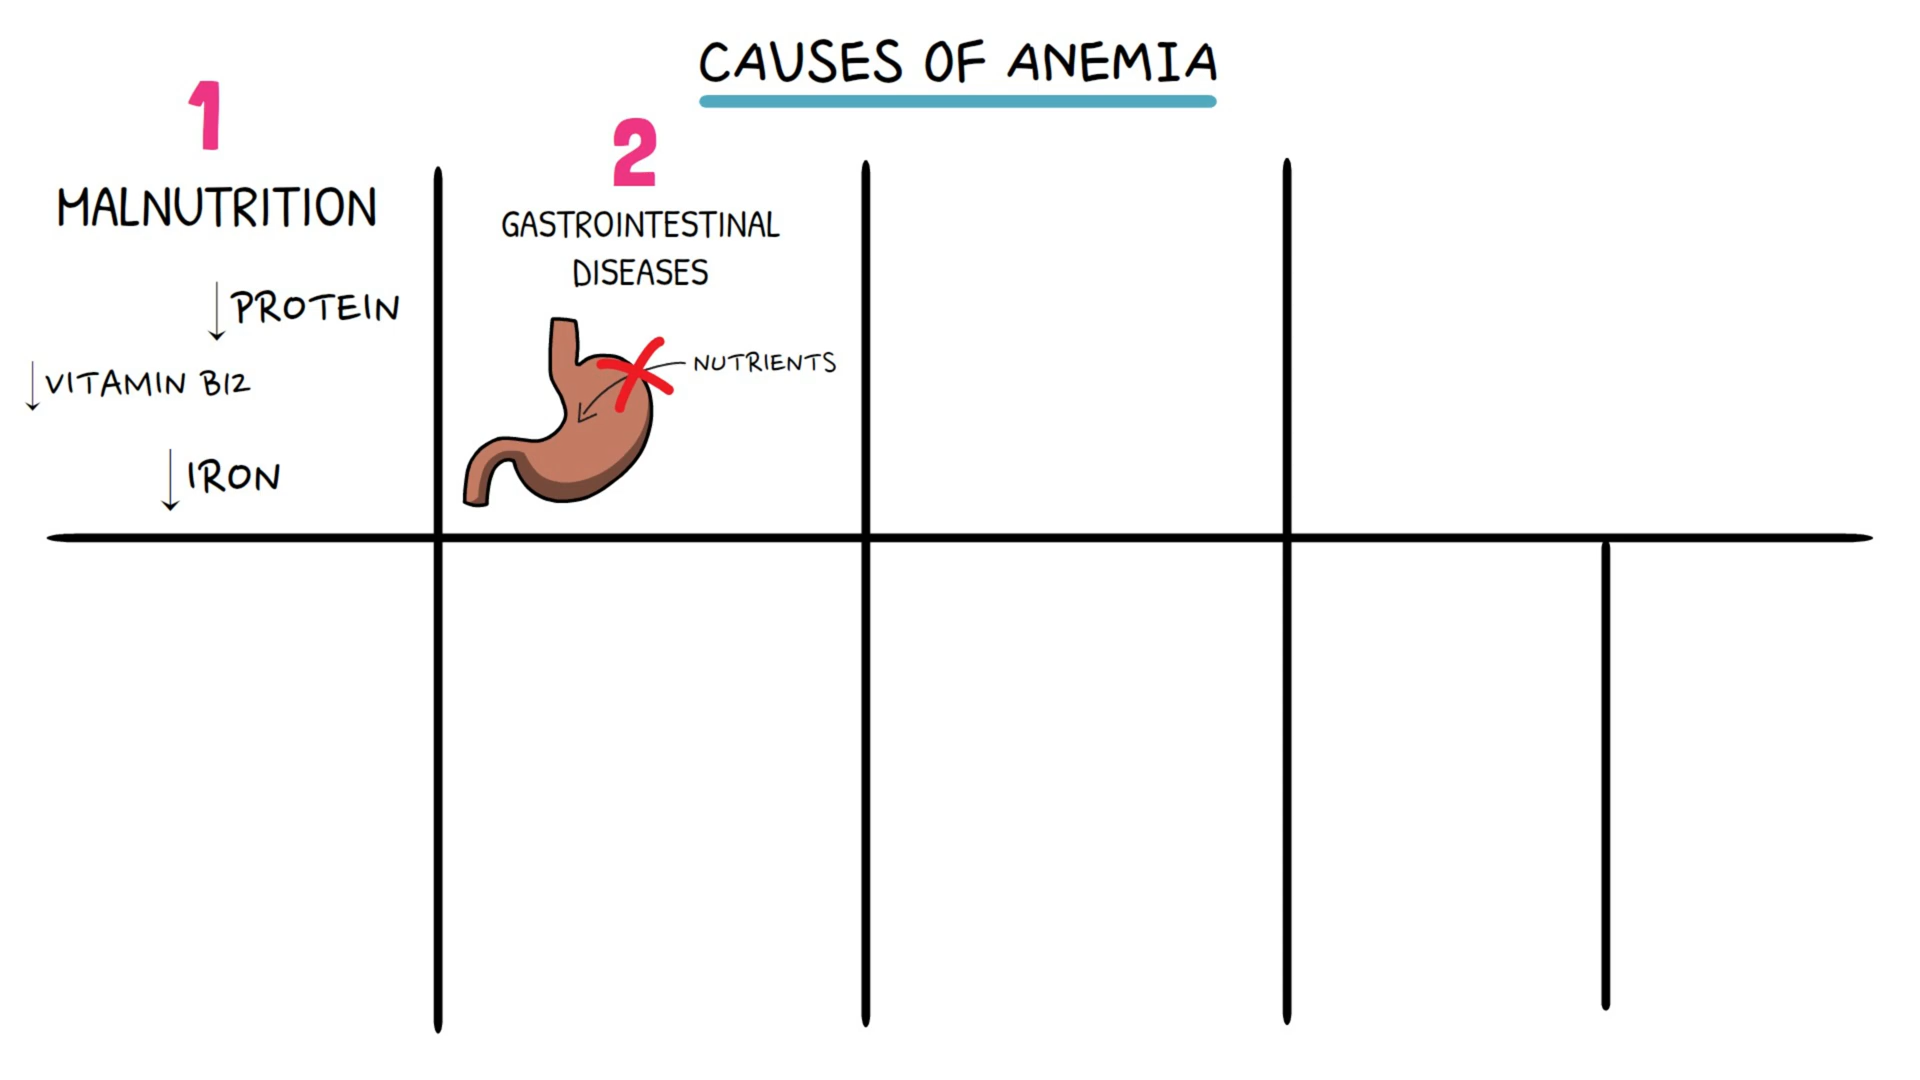 CAUSES OF ANEMIA
1
MALNUTRITION
↓ PROTEIN
↓ VITAMIN B12
↓ IRON
2
GASTROINTESTINAL
DISEASES
NUTRIENTS